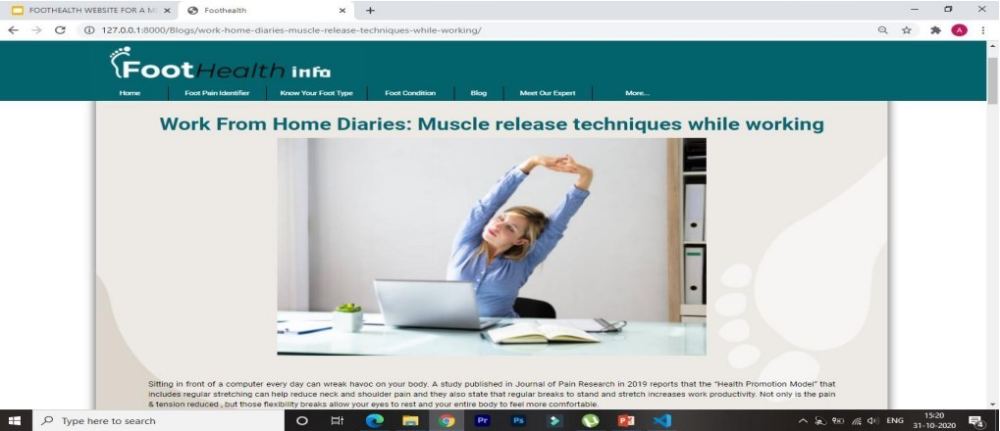 FOOTHEALTH WEBSITE FOR A M
Foothealth
127.0.0.1:8000/Blogs/work-home-diaries-muscle-release-techniques-while-working/
A
FootHealth info
Home Foot Pain Identifier Know Your Foot Type Foot Condition Blog Meet Our Expert More...
Work From Home Diaries: Muscle release techniques while working
Sitting in front of a computer every day can wreak havoc on your body. A study published in Journal of Pain Research in 2019 reports that the “Health Promotion Model” that
includes regular stretching can help reduce neck and shoulder pain and they also state that regular breaks to stand and stretch increases work productivity. Not only is the pain
& tension reduced , but those flexibility breaks allow your eyes to rest and your entire body to feel more comfortable.
Type here to search
Pr Ps
ENG
15:20
31-10-2020
4